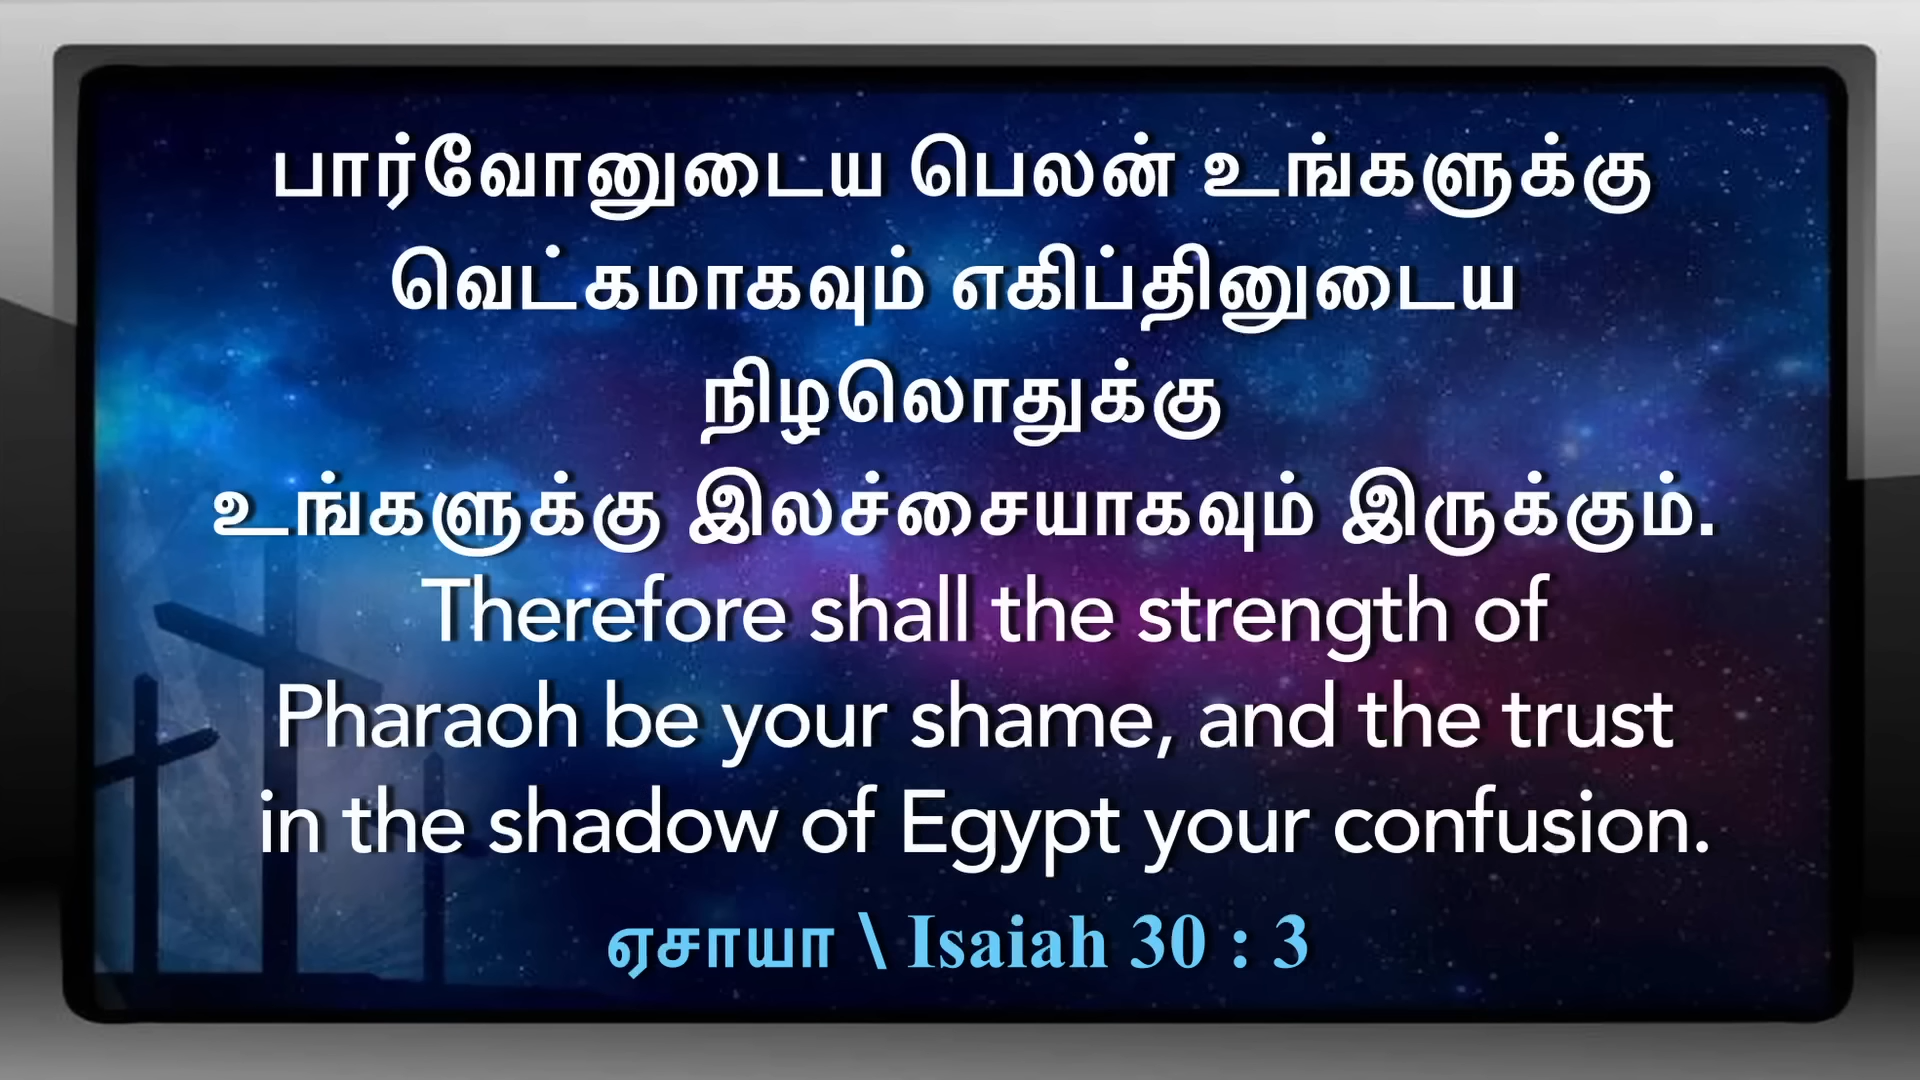 பார்வோனுடைய பெலன் உங்களுக்கு
வெட்கமாகவும் எகிப்தினுடைய
நிழலொதுக்கு
உங்களுக்கு இலச்சையாகவும் இருக்கும்.
Therefore shall the strength of
Pharaoh be your shame, and the trust
in the shadow of Egypt your confusion.
ஏசாயா \ Isaiah 30 : 3